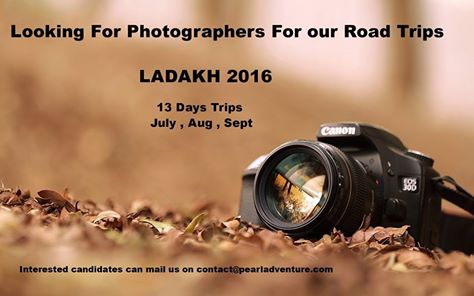 Looking For Photographers For our Road Trips
LADAKH 2016
13 Days Trips
July , Aug , Sept
Canon
EOS
30D
Interested candidates can mail us on contact@pearladventure.com